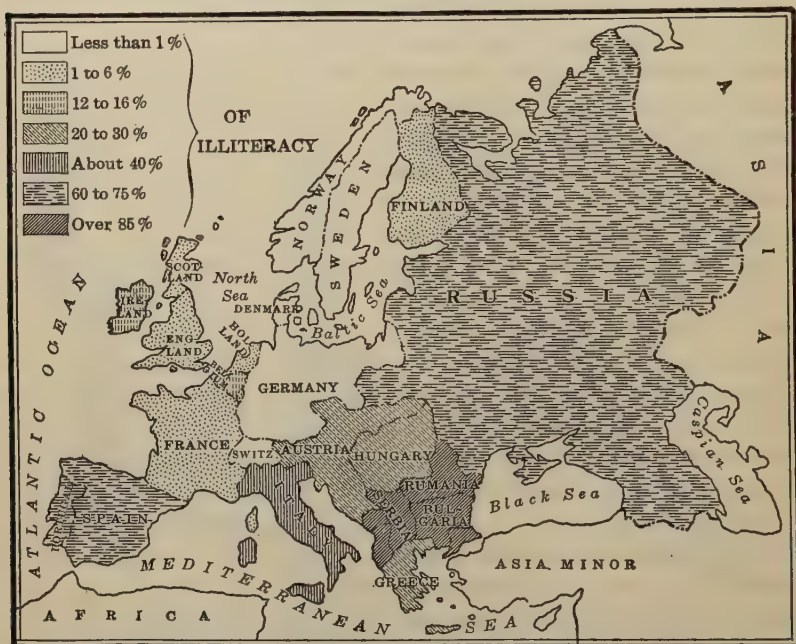 Less than 1%
1 to 6%
12 to 16%
20 to 30%
About 40%
60 to 75%
Over 85%
OF
ILLITERACY
ASIA
NORWAY
SWEDEN
FINLAND
SCOT-
LAND
North
Sea
IRE-
LAND
DENMARK
Baltic Sea
RUSSIA
ENG-
LAND
HOL-
LAND
BEL-
GIUM
GERMANY
ATLANTIC OCEAN
FRANCE
SWITZ.
AUSTRIA
HUNGARY
Caspian Sea
RUMANIA
SERBIA
BUL-
GARIA
Black Sea
PORTUGAL
SPAIN
ITALY
MEDITERRANEAN SEA
GREECE
ASIA MINOR
AFRICA